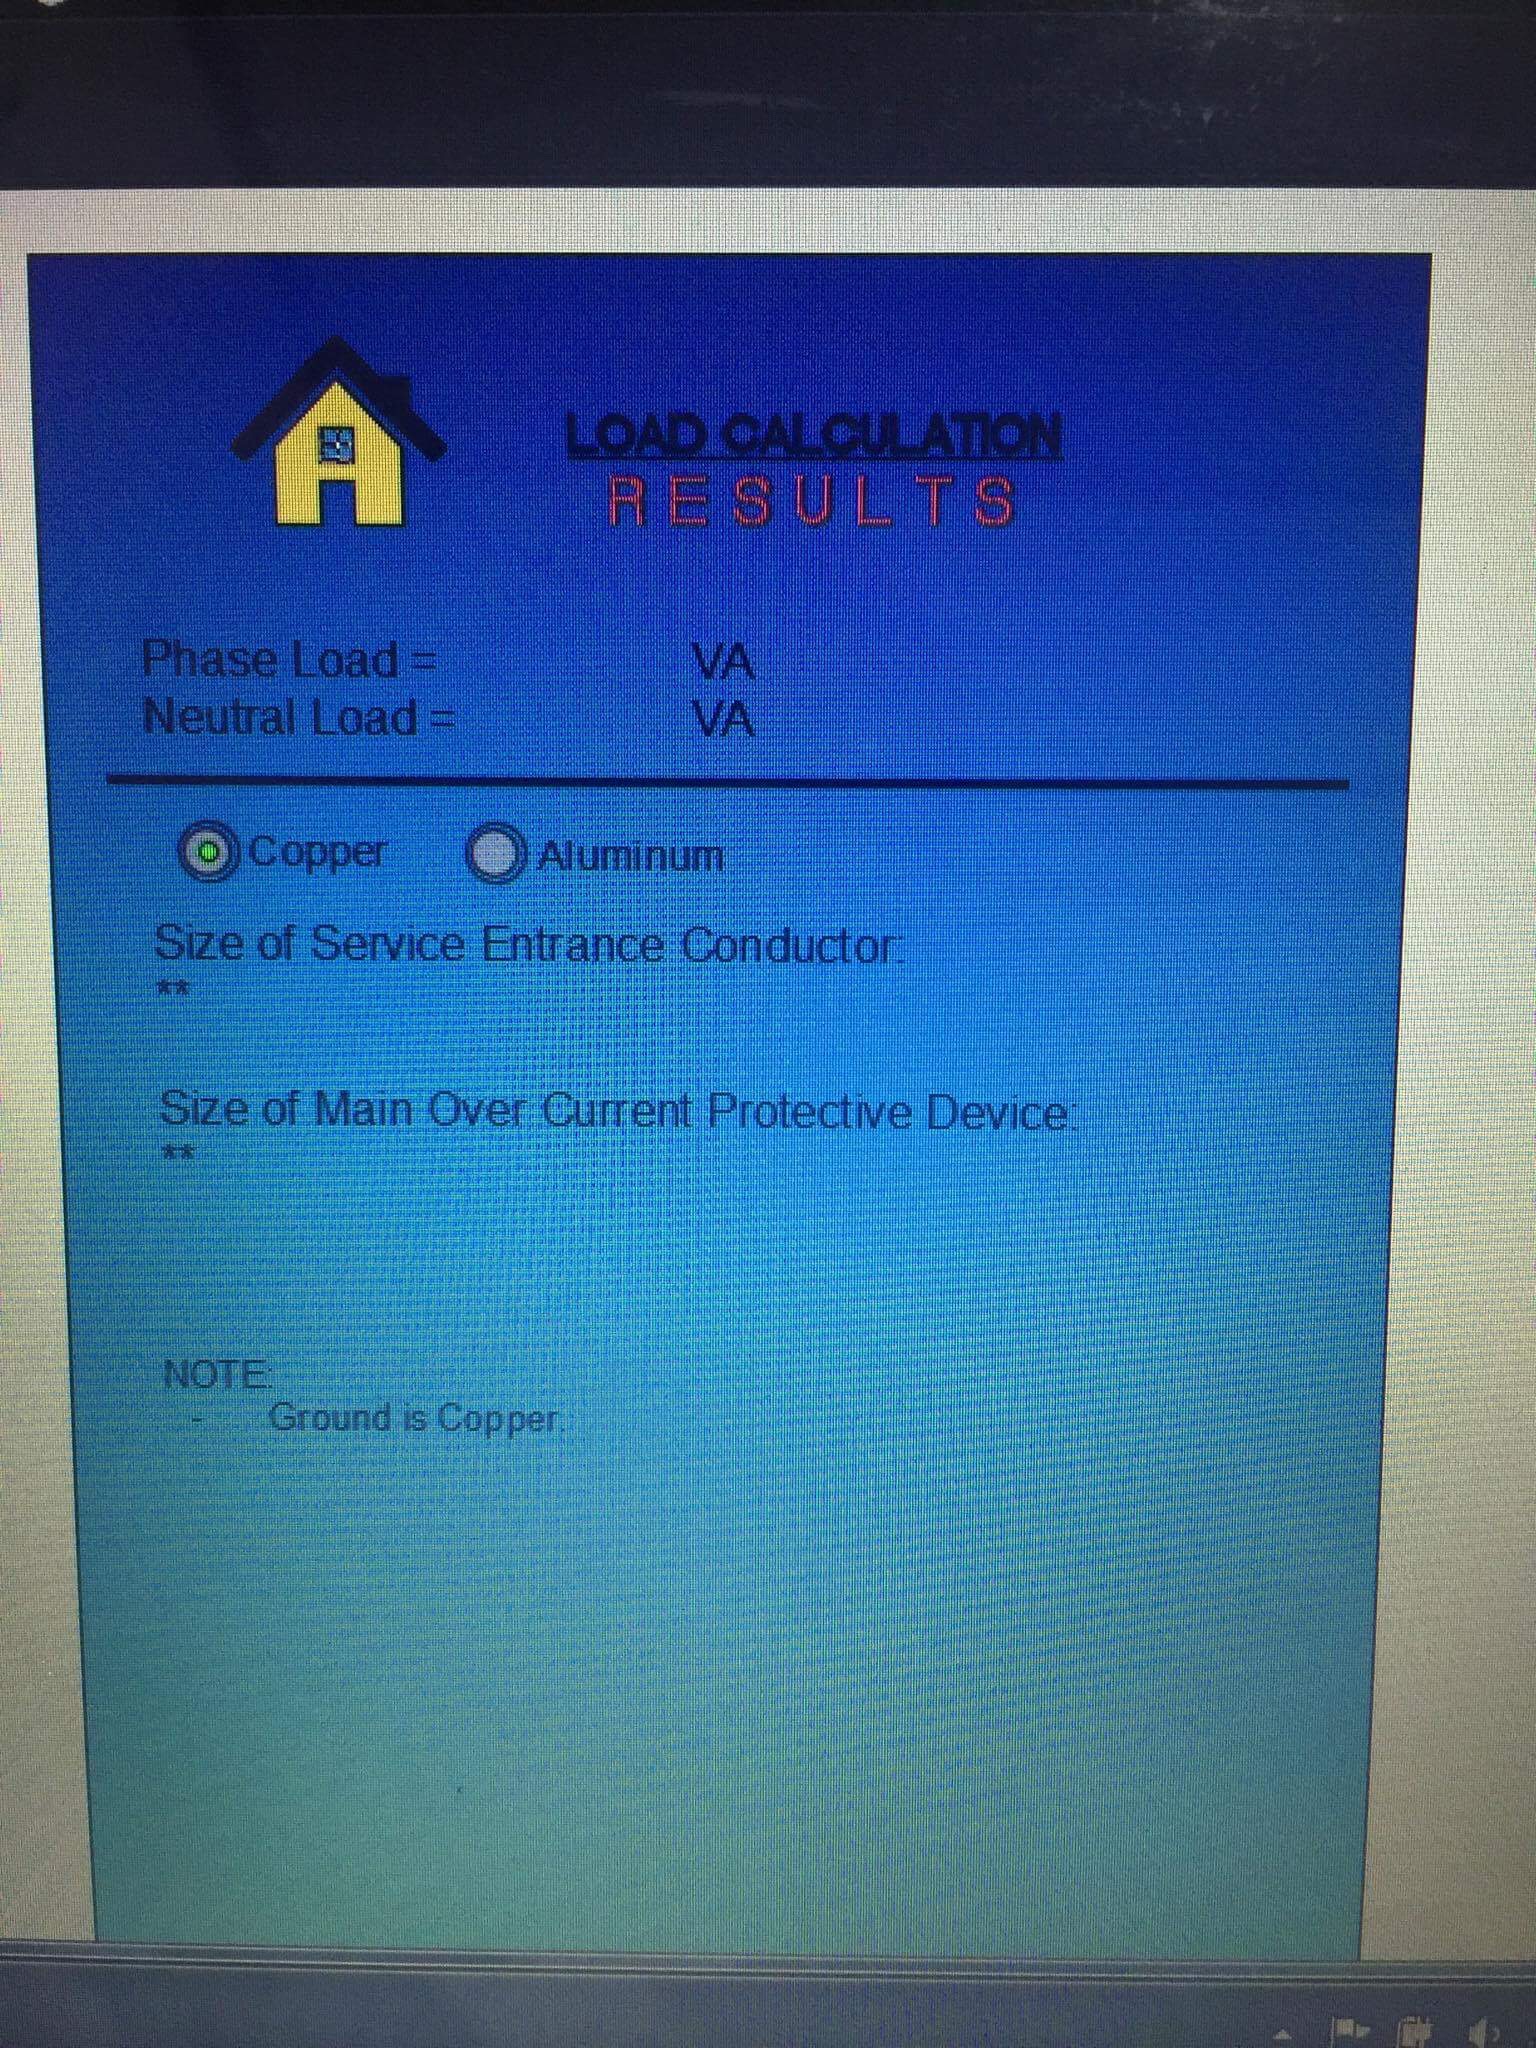 LOAD CALCULATION
RESULTS
Phase Load = VA
Neutral Load = VA
Copper Aluminum
Size of Service Entrance Conductor:
**
Size of Main Over Current Protective Device:
**
NOTE:
- Ground is Copper.